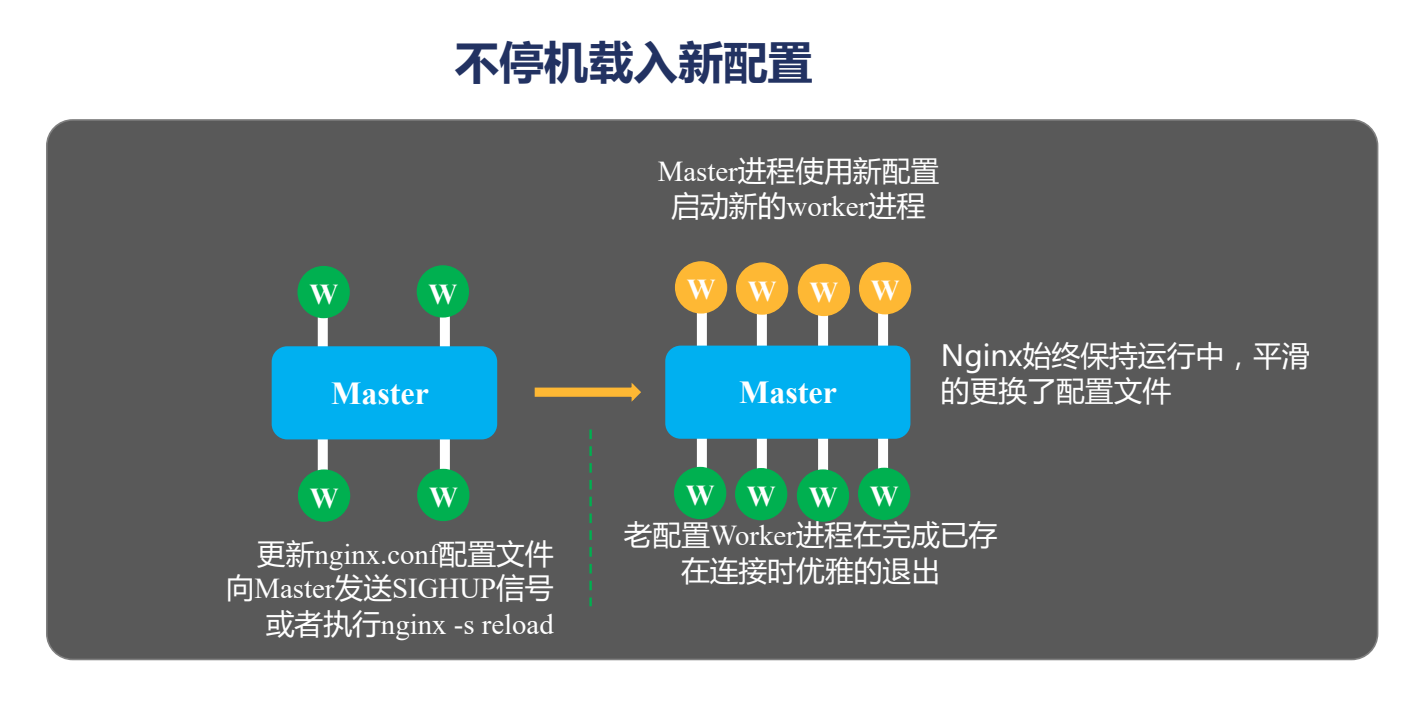 不停机载入新配置
Master进程使用新配置
启动新的worker进程
W W
W W W W
Master
Master
Nginx始终保持运行中，平滑
的更换了配置文件
W W
W W W W
更新nginx.conf配置文件
向Master发送SIGHUP信号
或者执行nginx -s reload
老配置Worker进程在完成已存
在连接时优雅的退出